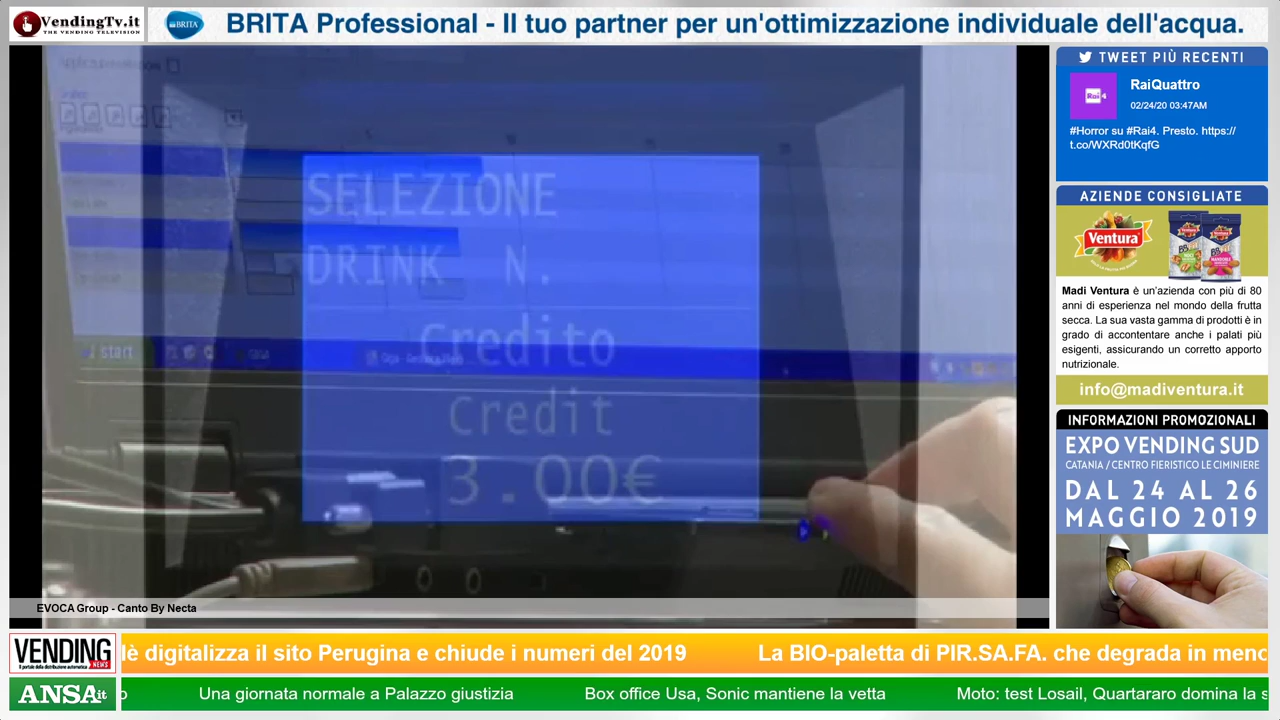 VendingTv.it
THE VENDING TELEVISION
BRITA
BRITA Professional - Il tuo partner per un'ottimizzazione individuale dell'acqua.
SELEZIONE
DRINK N.
Credito
Credit
3.00€
start
EVOCA Group - Canto By Necta
TWEET PIÙ RECENTI
Rai 4
RaiQuattro
02/24/20 03:47AM
#Horror su #Rai4. Presto. https://
t.co/WXRd0tKqfG
AZIENDE CONSIGLIATE
Ventura
Madi Ventura è un'azienda con più di 80
anni di esperienza nel mondo della frutta
secca. La sua vasta gamma di prodotti è in
grado di accontentare anche i palati più
esigenti, assicurando un corretto apporto
nutrizionale.
info@madiventura.it
INFORMAZIONI PROMOZIONALI
EXPO VENDING SUD
CATANIA / CENTRO FIERISTICO LE CIMINIERE
DAL 24 AL 26
MAGGIO 2019
VENDING NEWS
Il portale della distribuzione automatica
lè digitalizza il sito Perugina e chiude i numeri del 2019 La BIO-paletta di PIR.SA.FA. che degrada in meno
ANSA.it
o Una giornata normale a Palazzo giustizia Box office Usa, Sonic mantiene la vetta Moto: test Losail, Quartararo domina la s